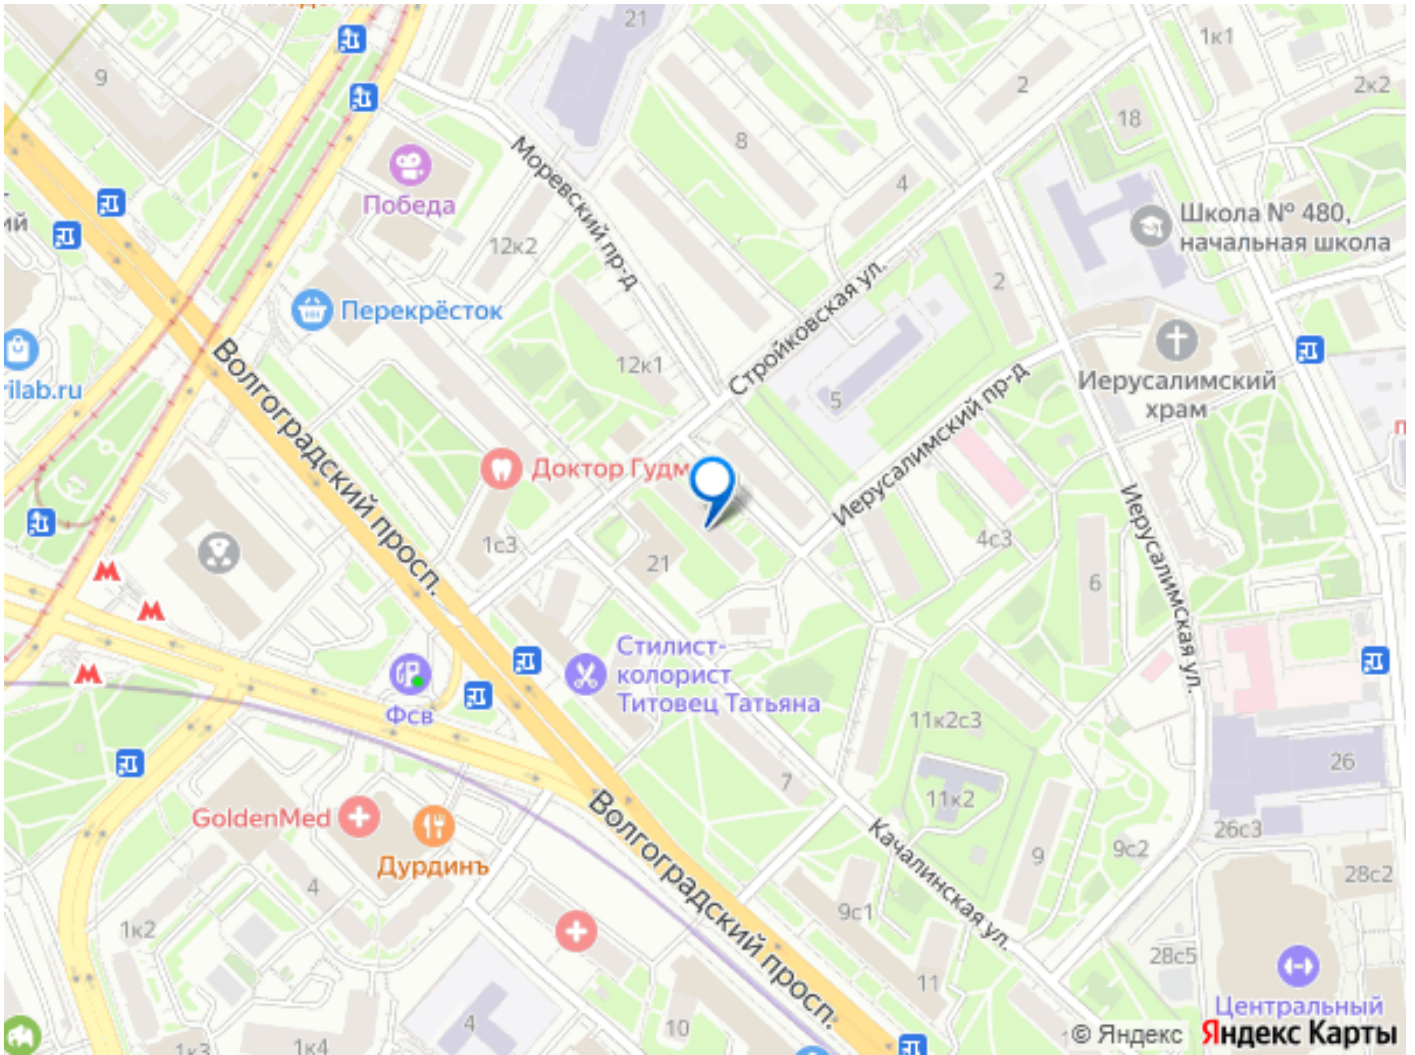 21
1к1
9
2
2к2
18
8
Моревский пр-д
Победа
4
Школа № 480,
начальная школа
ий
12к2
Стройковская ул.
2
Перекрёсток
Волгоградский просп.
12к1
rilab.ru
5
Иерусалимский пр-д
Иерусалимский
храм
Доктор Гудм
Иерусалимская ул.
1с3
21
4с3
6
Стилист-
колорист
Титовец Татьяна
Фсв
11к2с3
26
7
11к2
GoldenMed
Дурдинъ
Волгоградский просп.
Качалинская ул.
26с3
9
9с2
4
28с2
1к2
9с1
28с5
11
Центральный
4
10
1к3
1к4
© Яндекс Яндекс Карты